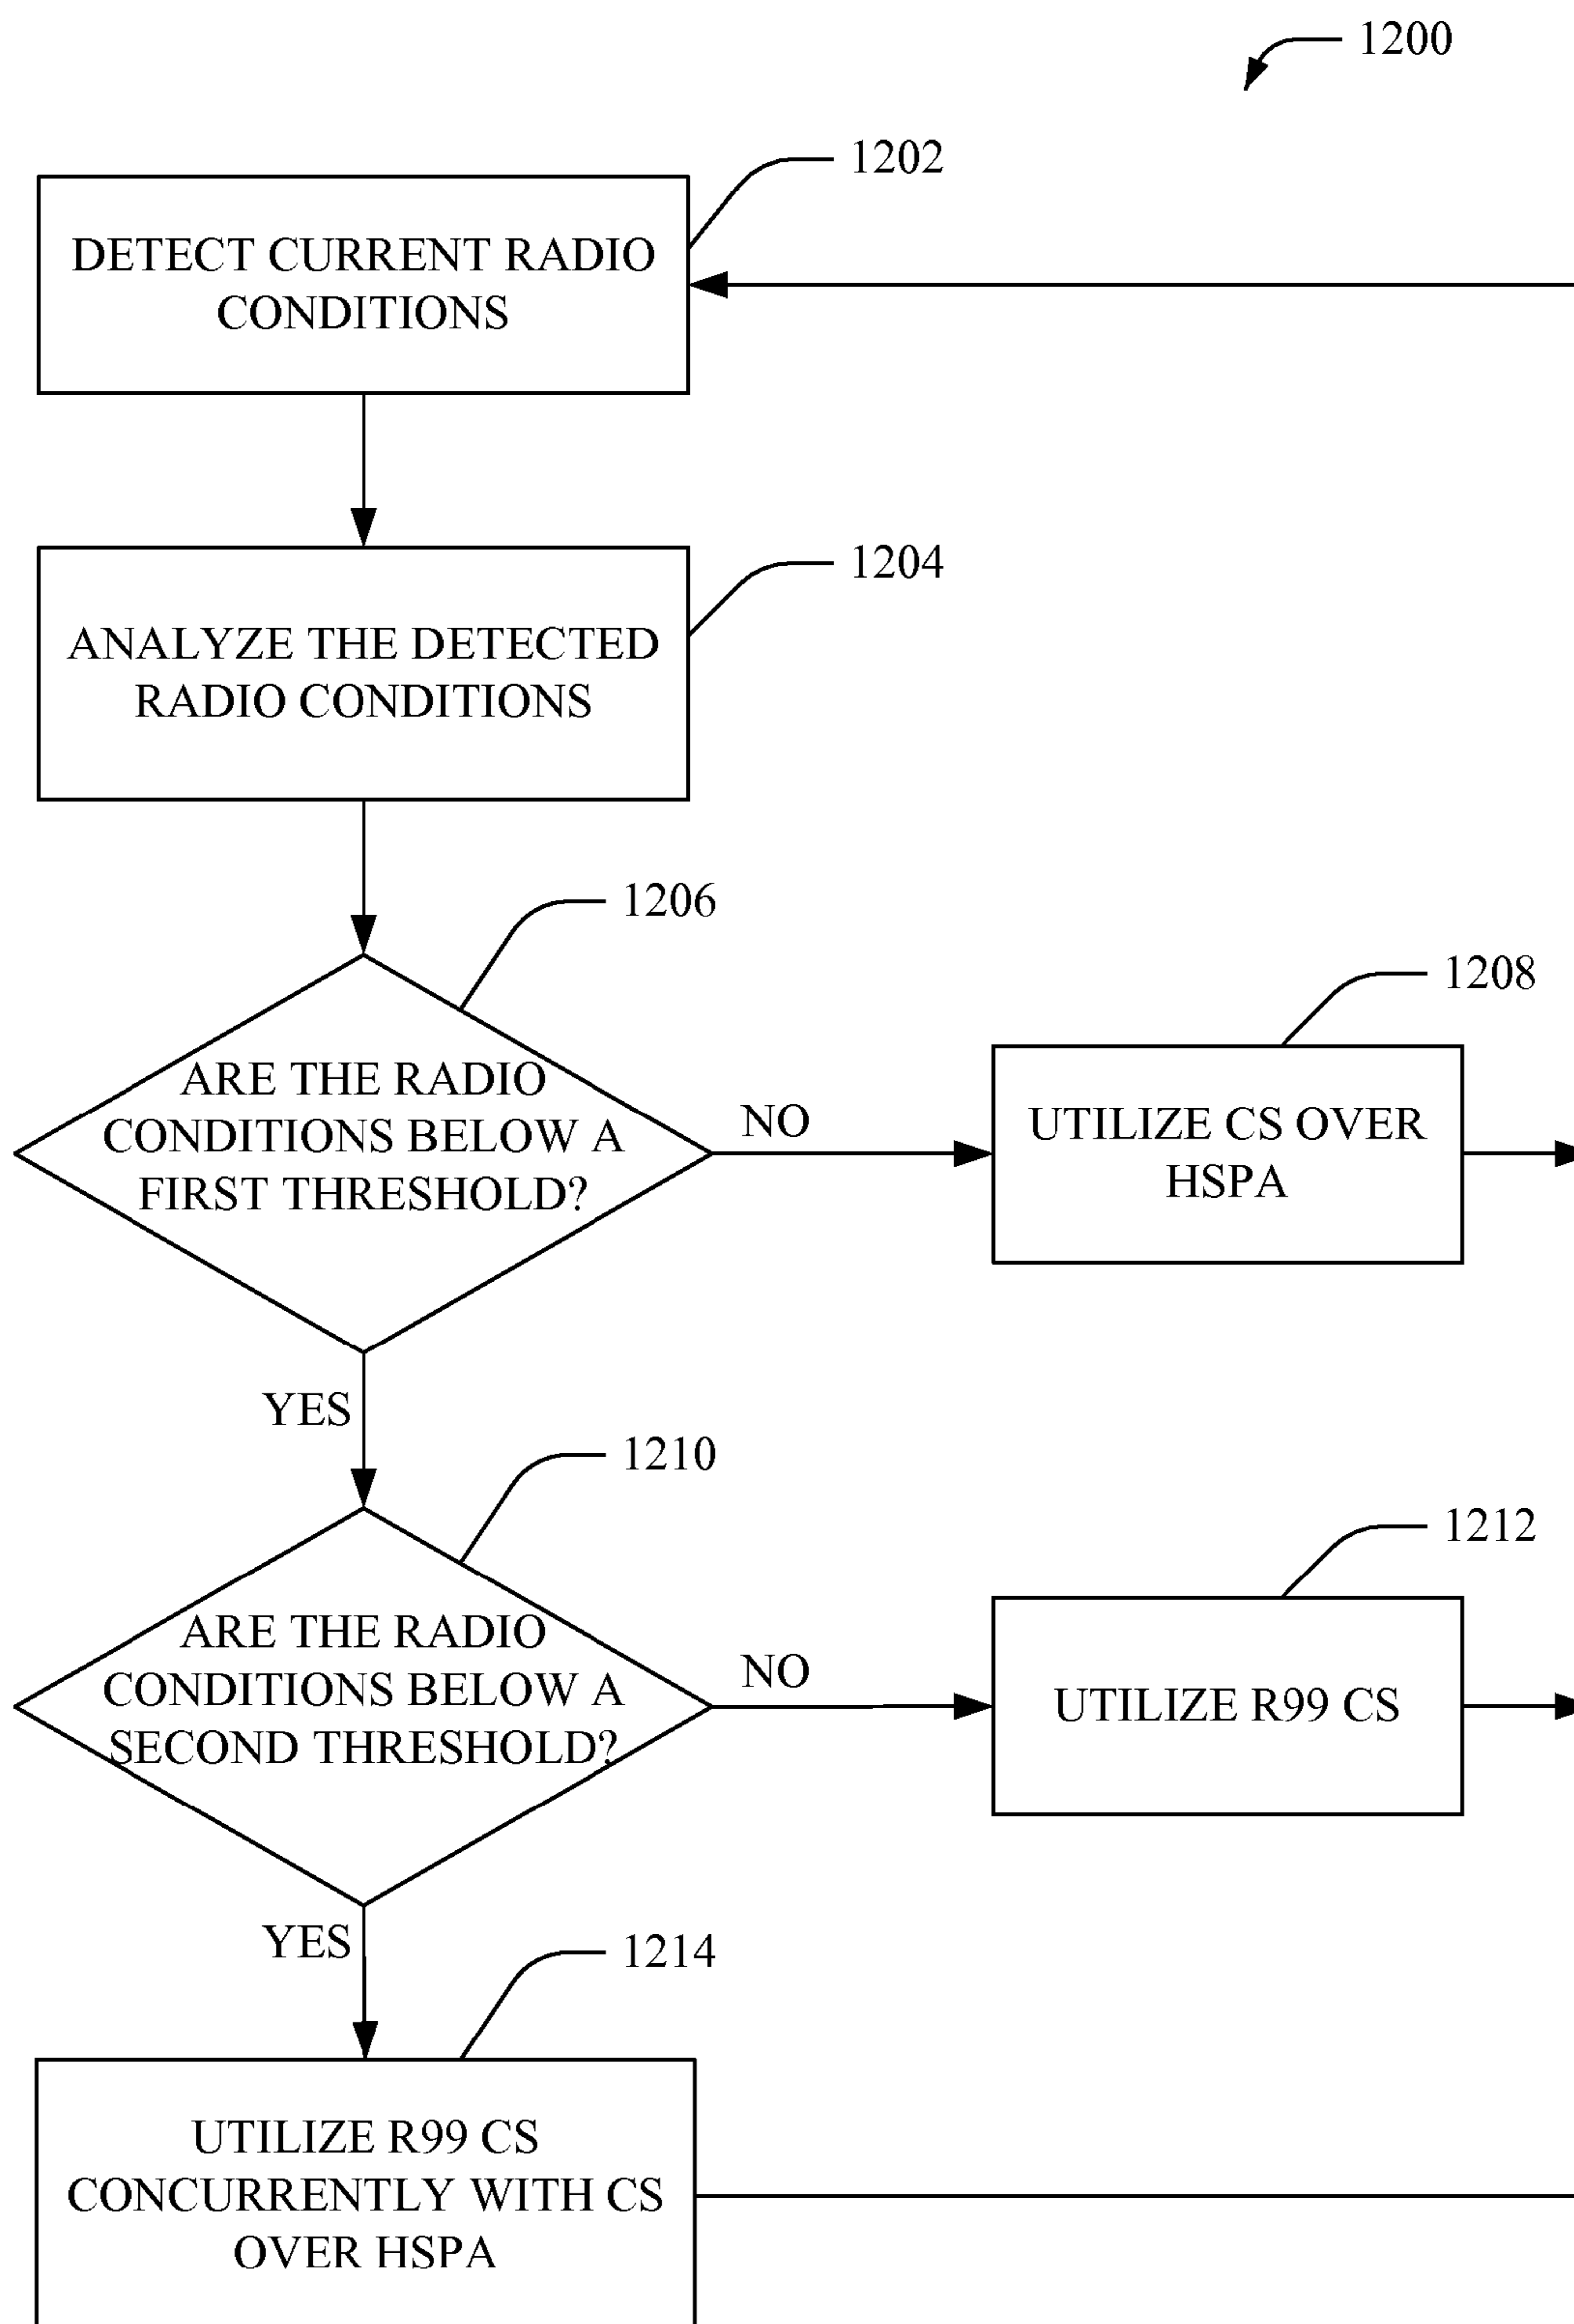 1200
1202
DETECT CURRENT RADIO
CONDITIONS
1204
ANALYZE THE DETECTED
RADIO CONDITIONS
1206
ARE THE RADIO
CONDITIONS BELOW A
FIRST THRESHOLD?
NO
1208
UTILIZE CS OVER
HSPA
YES
1210
ARE THE RADIO
CONDITIONS BELOW A
SECOND THRESHOLD?
NO
1212
UTILIZE R99 CS
YES
1214
UTILIZE R99 CS
CONCURRENTLY WITH CS
OVER HSPA